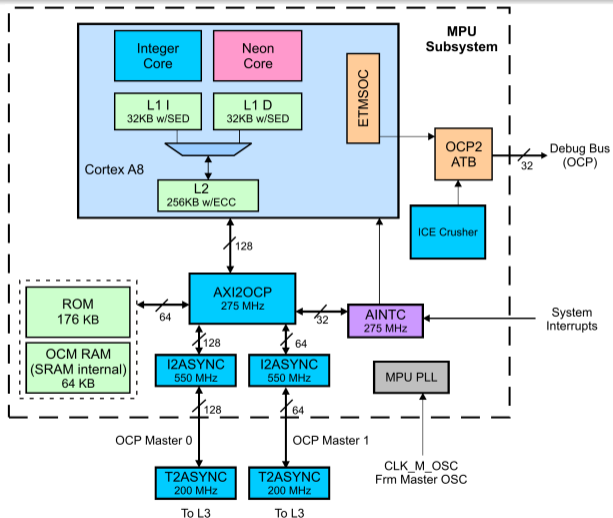 MPU
Subsystem
Integer
Core
Neon
Core
L1 I
32KB w/SED
L1 D
32KB w/SED
ETMSOC
Cortex A8
L2
256KB w/ECC
OCP2
ATB
32
Debug Bus
(OCP)
ICE Crusher
128
AXI2OCP
275 MHz
64
32
AINTC
275 MHz
System
Interrupts
ROM
176 KB
OCM RAM
(SRAM internal)
64 KB
128
64
I2ASYNC
550 MHz
I2ASYNC
550 MHz
MPU PLL
128
64
OCP Master 0
OCP Master 1
CLK_M_OSC
Frm Master OSC
T2ASYNC
200 MHz
T2ASYNC
200 MHz
To L3
To L3